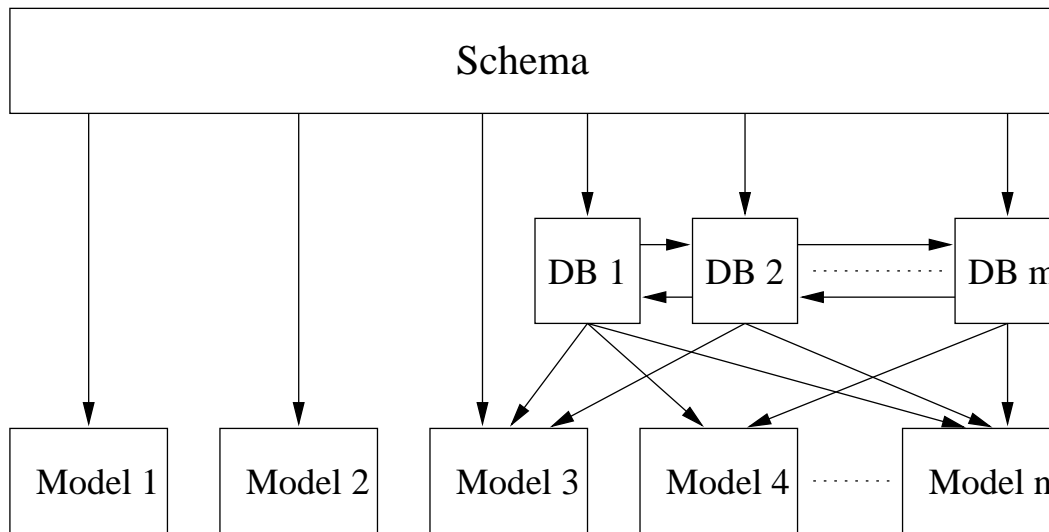 Schema
DB 1
DB 2
DB m
Model 1
Model 2
Model 3
Model 4
Model n